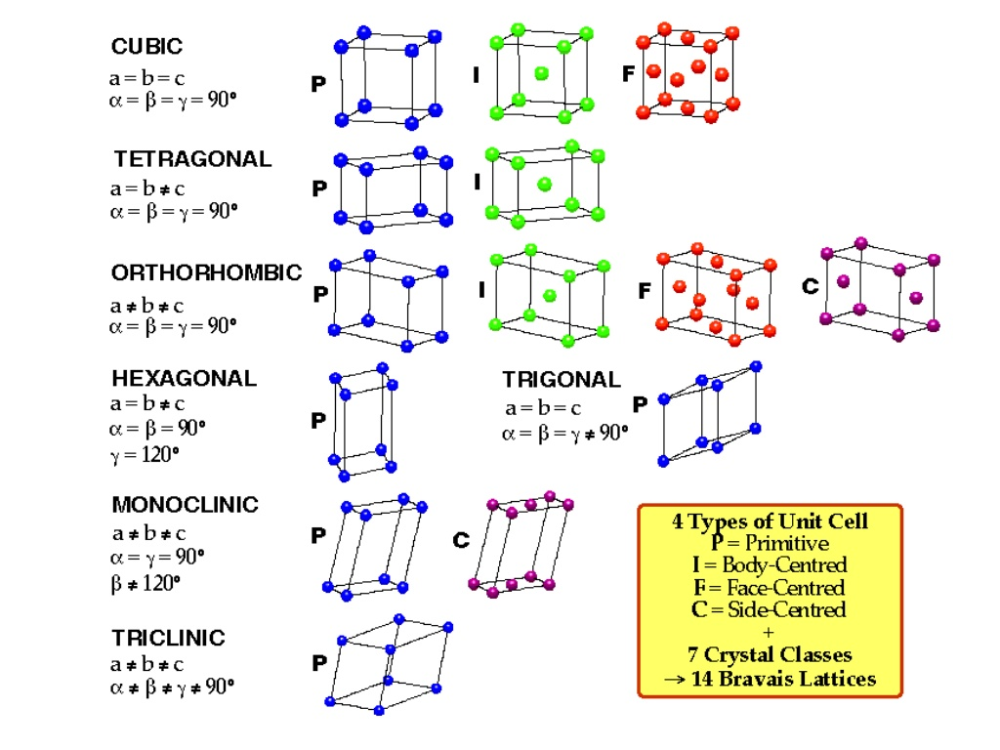 CUBIC
a = b = c
α = β = γ = 90°
P
I
F
TETRAGONAL
a = b ≠ c
α = β = γ = 90°
P
I
ORTHORHOMBIC
a ≠ b ≠ c
α = β = γ = 90°
P
I
F
C
HEXAGONAL
a = b ≠ c
α = β = 90°
γ = 120°
P
TRIGONAL
a = b = c
α = β = γ ≠ 90°
P
MONOCLINIC
a ≠ b ≠ c
α = γ = 90°
β ≠ 120°
P
C
TRICLINIC
a ≠ b ≠ c
α ≠ β ≠ γ ≠ 90°
P
4 Types of Unit Cell
P = Primitive
I = Body-Centred
F = Face-Centred
C = Side-Centred
+
7 Crystal Classes
→ 14 Bravais Lattices